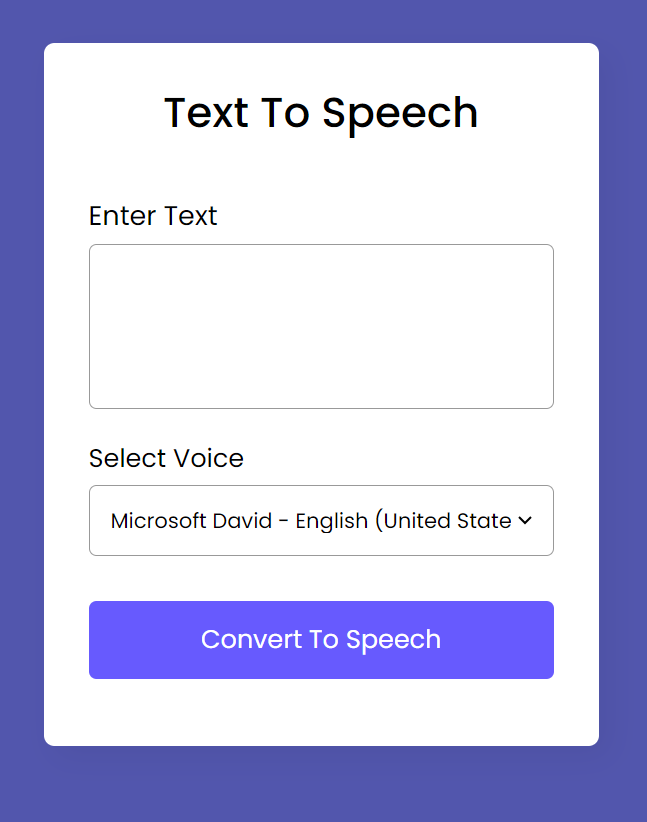 Text To Speech
Enter Text
Select Voice
Microsoft David - English (United State
Convert To Speech